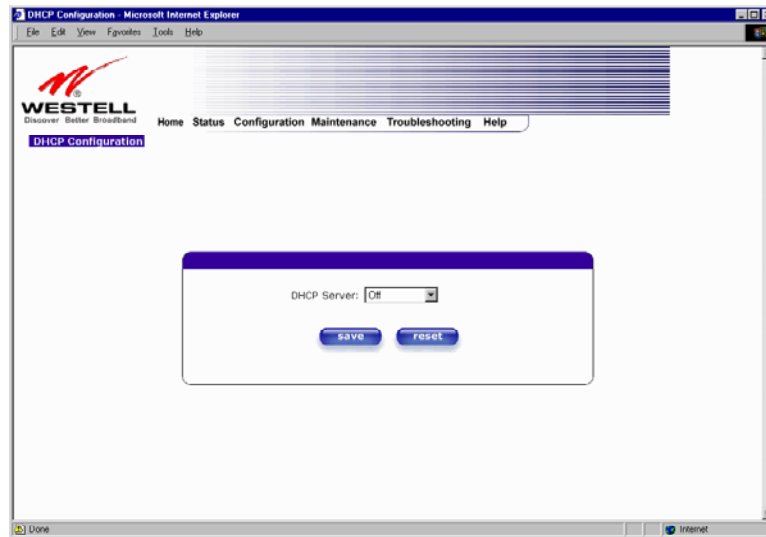 DHCP Configuration - Microsoft Internet Explorer
File Edit View Favorites Tools Help
WESTELL
Discover Better Broadband
Home Status Configuration Maintenance Troubleshooting Help
DHCP Configuration
DHCP Server: Off
save reset
Done
Internet